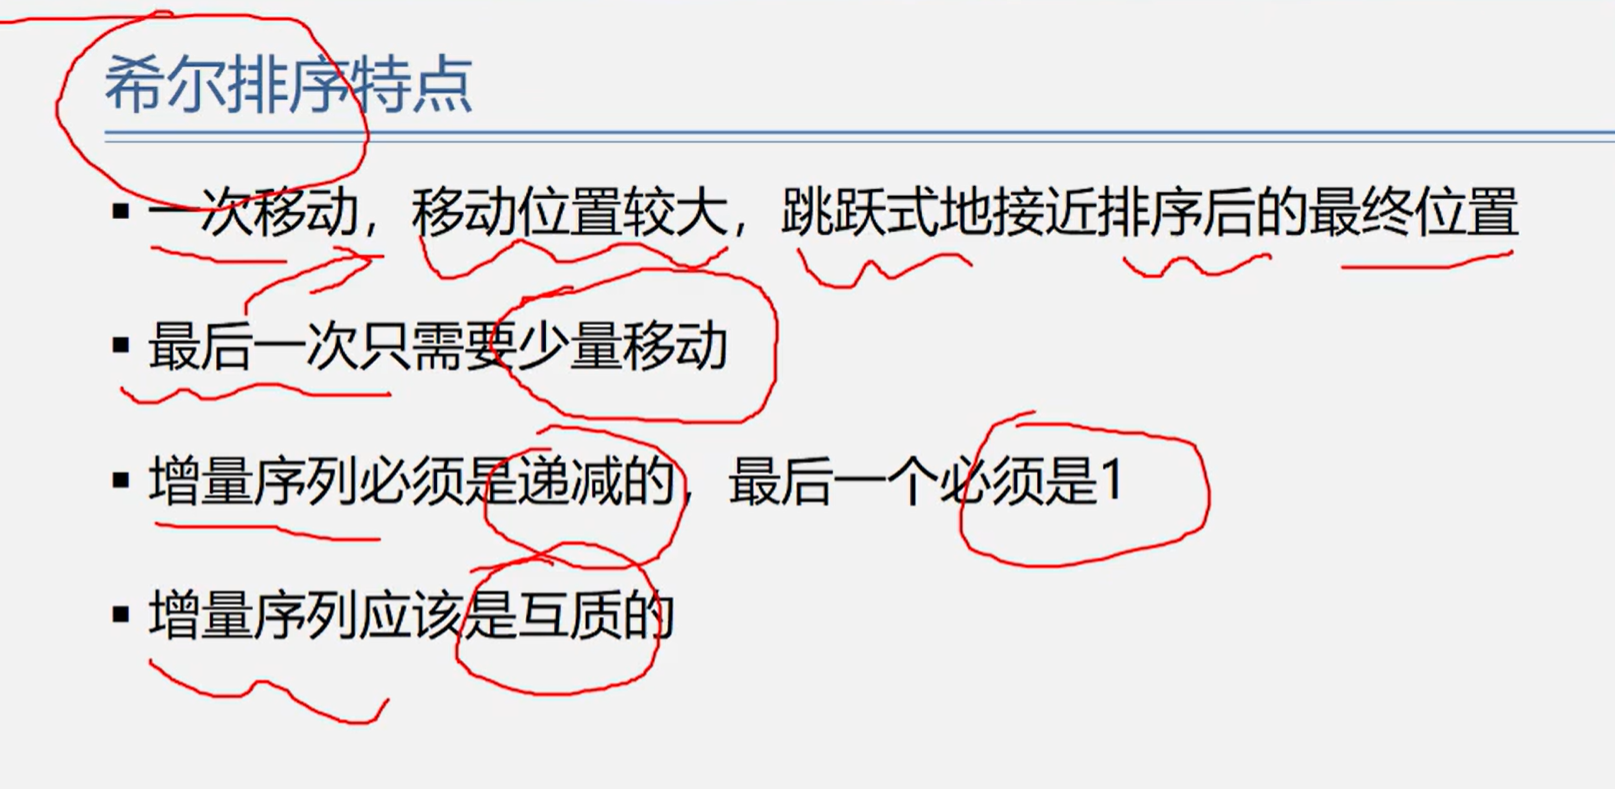 希尔排序特点
▪ 一次移动，移动位置较大，跳跃式地接近排序后的最终位置
▪ 最后一次只需要少量移动
▪ 增量序列必须是递减的，最后一个必须是1
▪ 增量序列应该是互质的